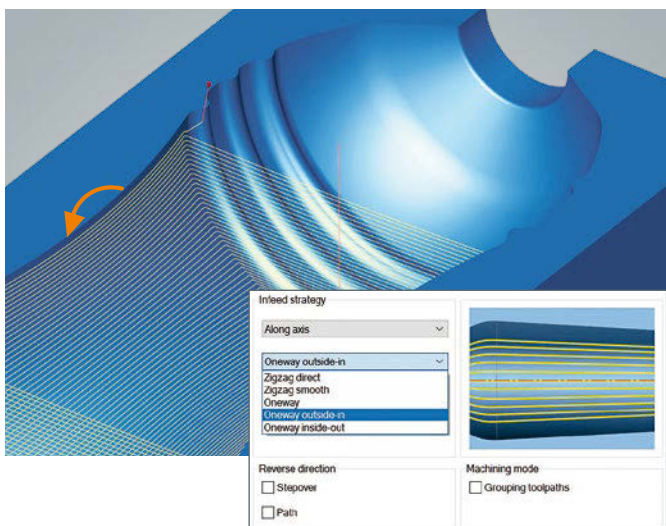 Infeed strategy
Along axis
Oneway outside-in
Zigzag direct
Zigzag smooth
Oneway
Oneway outside-in
Oneway inside-out
Reverse direction
Stepover
Path
Machining mode
Grouping toolpaths